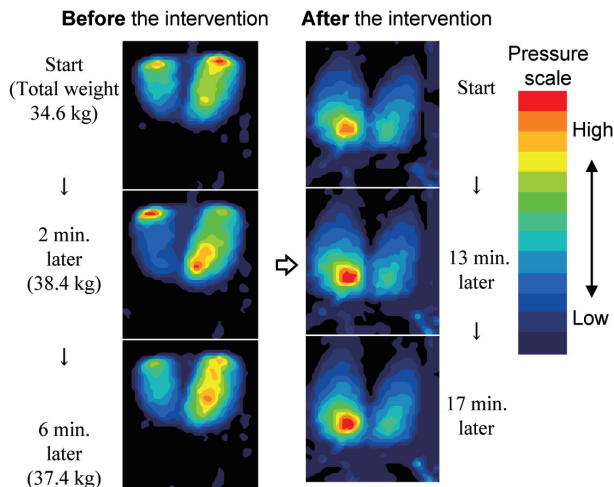 Before the intervention
After the intervention
Start
(Total weight
34.6 kg)
↓
2 min.
later
(38.4 kg)
↓
6 min.
later
(37.4 kg)
Start
↓
13 min.
later
↓
17 min.
later
Pressure
scale
High
Low